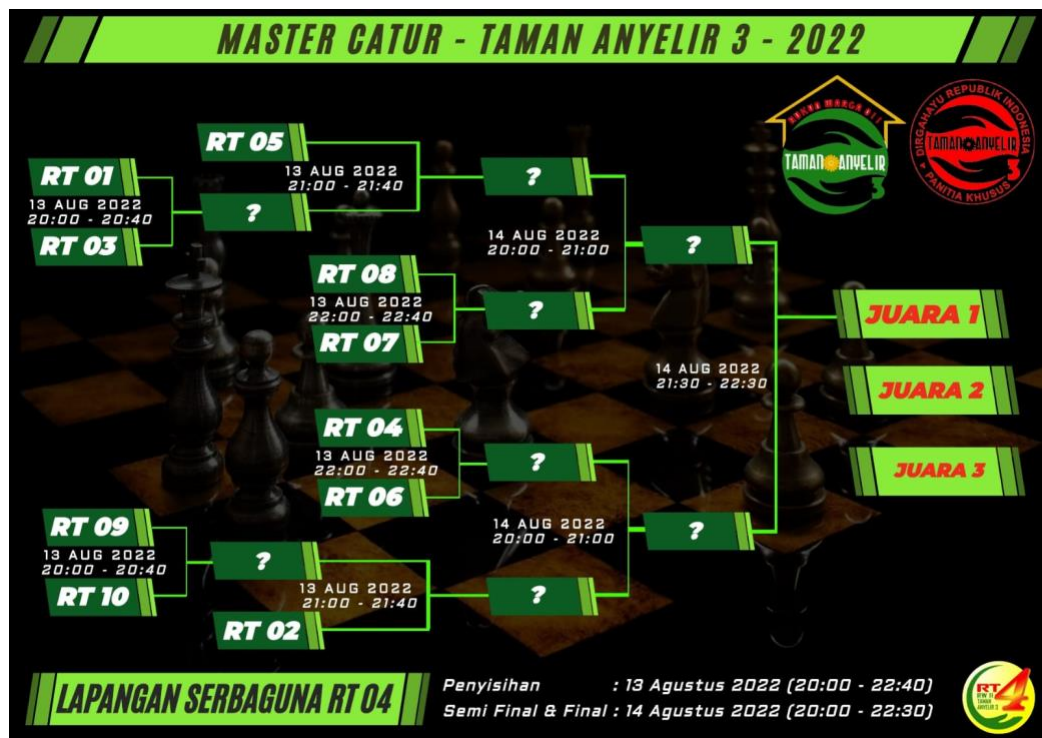 MASTER CATUR - TAMAN ANYELIR 3 - 2022
TAMAN ANYELIR
3
DIRGAHAYU REPUBLIK INDONESIA
TAMAN ANYELIR
3
PANITIA KHUSUS
RT 05
13 AUG 2022
21:00 - 21:40
RT 01
13 AUG 2022
20:00 - 20:40
RT 03
?
?
14 AUG 2022
20:00 - 21:00
?
RT 08
13 AUG 2022
22:00 - 22:40
RT 07
?
JUARA 1
14 AUG 2022
21:30 - 22:30
JUARA 2
RT 04
13 AUG 2022
22:00 - 22:40
RT 06
?
JUARA 3
RT 09
13 AUG 2022
20:00 - 20:40
RT 10
?
14 AUG 2022
20:00 - 21:00
?
13 AUG 2022
21:00 - 21:40
?
RT 02
LAPANGAN SERBAGUNA RT 04
Penyisihan : 13 Agustus 2022 (20:00 - 22:40)
Semi Final & Final : 14 Agustus 2022 (20:00 - 22:30)
RT 4
RW 11
TAMAN
ANYELIR 3